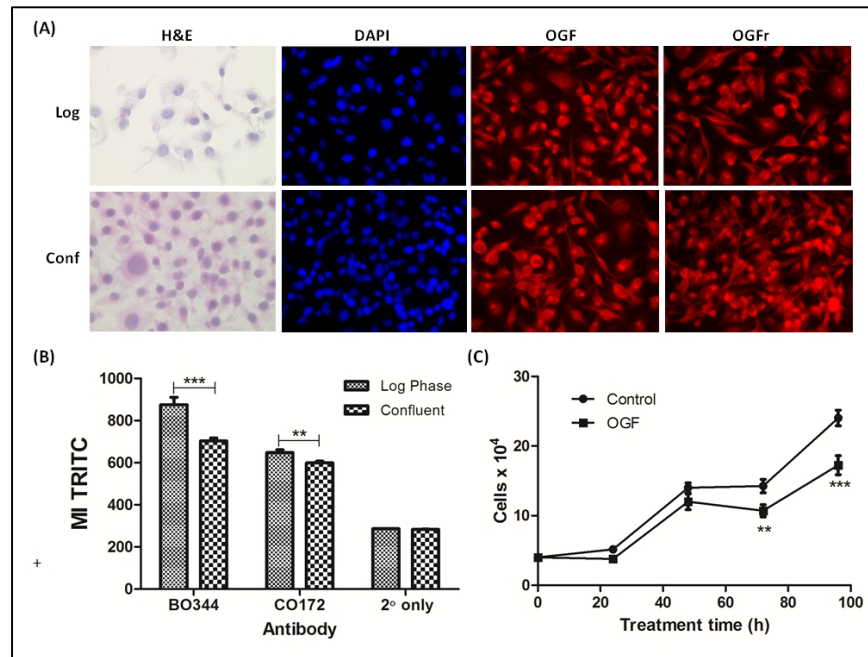 (A)
H&E DAPI OGF OGFr
Log
Conf
(B)
1000
800
600
400
200
0
MI TRITC
***
**
Log Phase
Confluent
BO344 CO172 2° only
Antibody
+
(C)
30
20
10
0
Cells x 10⁴
Control
OGF
**
***
0 20 40 60 80 100
Treatment time (h)